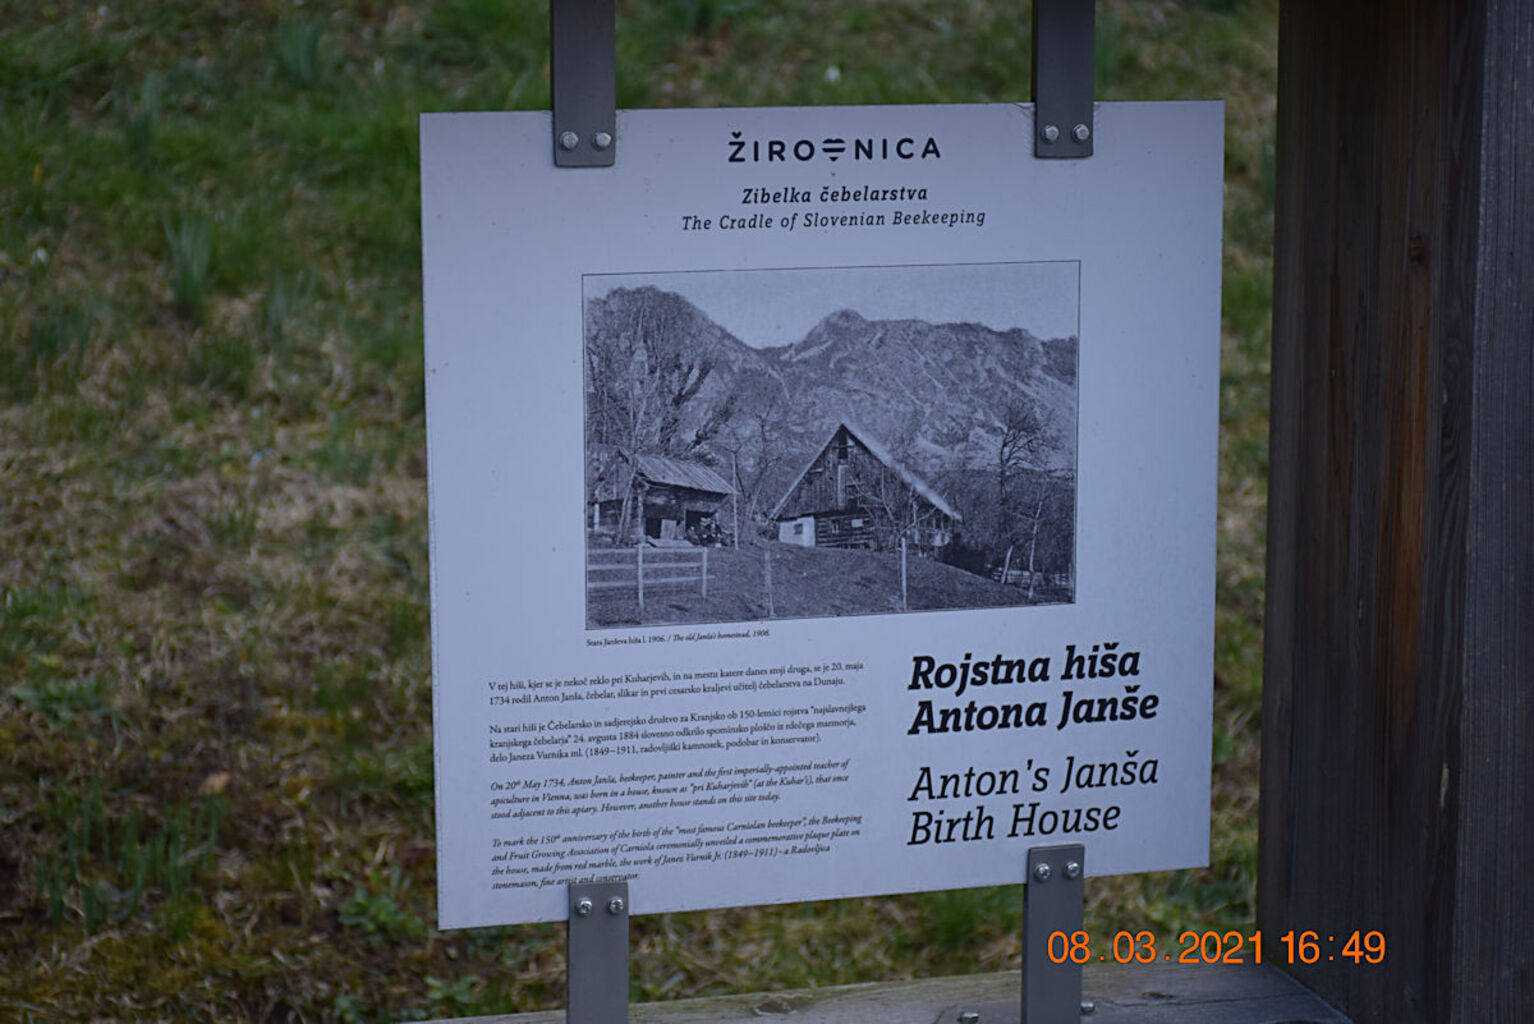 ŽIROVNICA
Zibelka čebelarstva
The Cradle of Slovenian Beekeeping
Stara Janševa hiša l. 1906. / The old Janša's homestead, 1906.
V tej hiši, kjer se je nekoč reklo pri Kuharjevih, in na mestu katere danes stoji druga, se je 20. maja
1734 rodil Anton Janša, čebelar, slikar in prvi cesarsko kraljevi učitelj čebelarstva na Dunaju.
Na stari hiši je Čebelarsko in sadjerejsko društvo za Kranjsko ob 150-letnici rojstva "najslavnejšega
kranjskega čebelarja" 24. avgusta 1884 slovesno odkrilo spominsko ploščo iz rdečega marmorja,
delo Janeza Vurnika ml. (1849–1911, radovljiški kamnosek, podobar in konservator).
On 20th May 1734, Anton Janša, beekeeper, painter and the first imperially-appointed teacher of
apiculture in Vienna, was born in a house, known as "pri Kuharjevih" (at the Kuhar's), that once
stood adjacent to this apiary. However, another house stands on this site today.
To mark the 150th anniversary of the birth of the "most famous Carniolan beekeeper", the Beekeeping
and Fruit Growing Association of Carniola ceremonially unveiled a commemorative plaque plate on
the house, made from red marble, the work of Janez Vurnik Jr. (1849–1911) - a Radovljica
stonemason, fine artist and conservator.
Rojstna hiša
Antona Janše
Anton's Janša
Birth House
08.03.2021 16:49